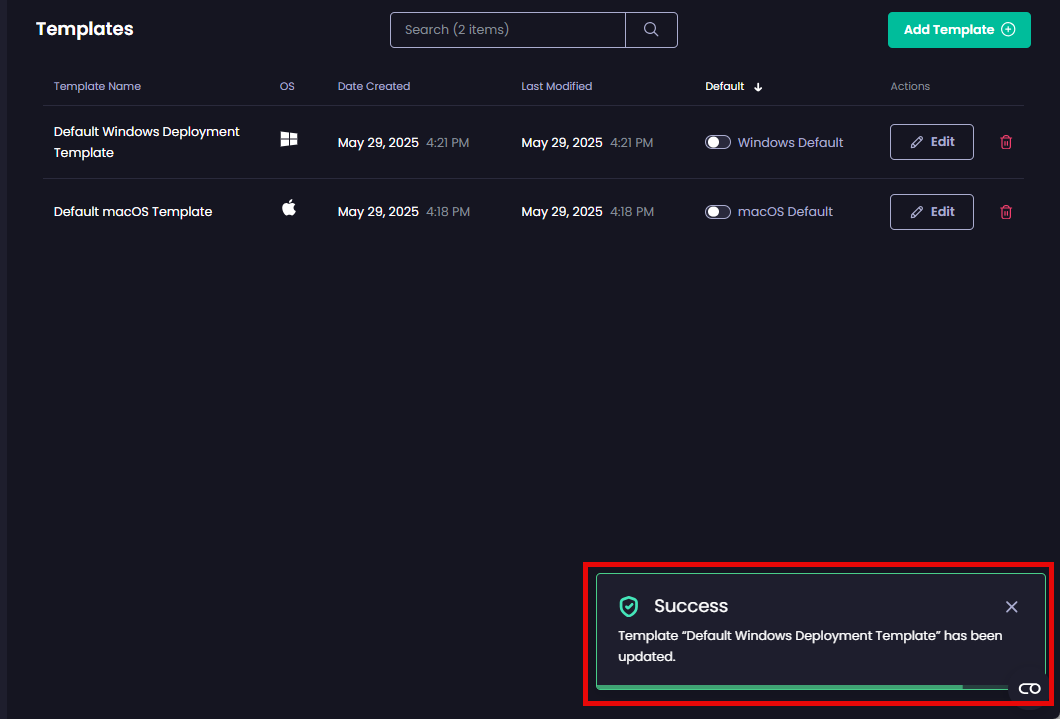 Templates
Search (2 items)
Add Template
Template Name OS Date Created Last Modified Default Actions
Default Windows Deployment
Template
May 29, 2025 4:21 PM May 29, 2025 4:21 PM Windows Default Edit
Default macOS Template May 29, 2025 4:18 PM May 29, 2025 4:18 PM macOS Default Edit
Success
Template “Default Windows Deployment Template” has been
updated.